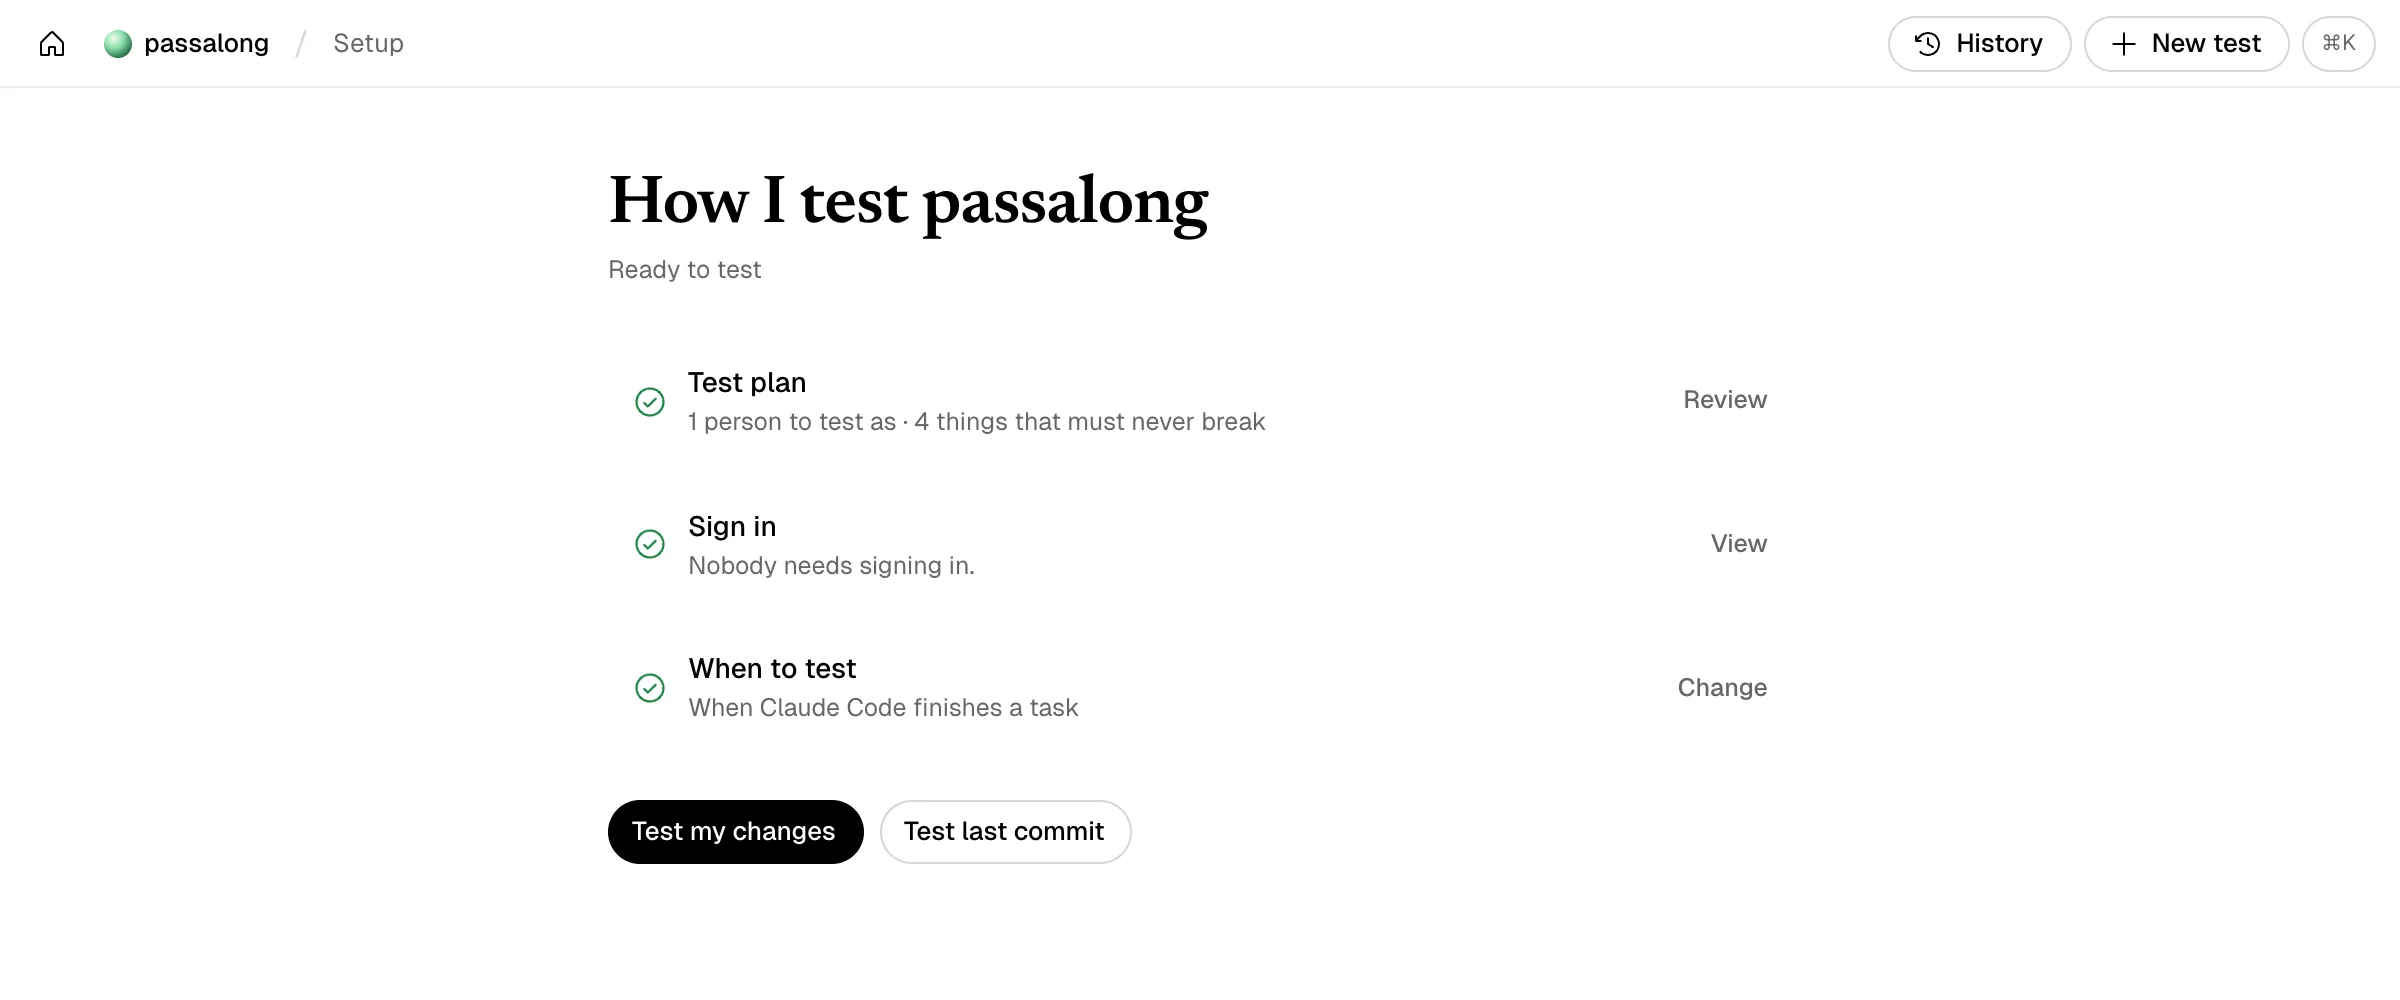 passalong / Setup
History
New test
⌘K
How I test passalong
Ready to test
Test plan
1 person to test as · 4 things that must never break
Review
Sign in
Nobody needs signing in.
View
When to test
When Claude Code finishes a task
Change
Test my changes
Test last commit